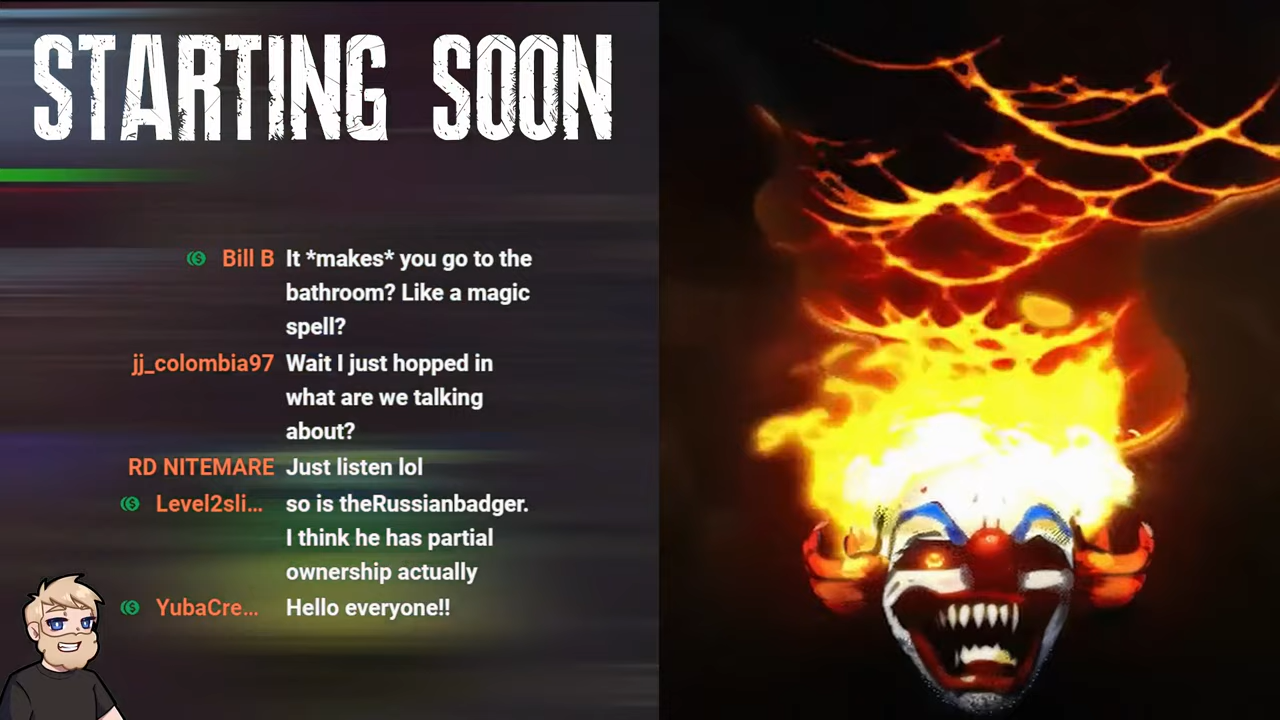 STARTING SOON
Bill B It *makes* you go to the
bathroom? Like a magic
spell?
jj_colombia97 Wait I just hopped in
what are we talking
about?
RD NITEMARE Just listen lol
Level2sli... so is theRussianbadger.
I think he has partial
ownership actually
YubaCre... Hello everyone!!